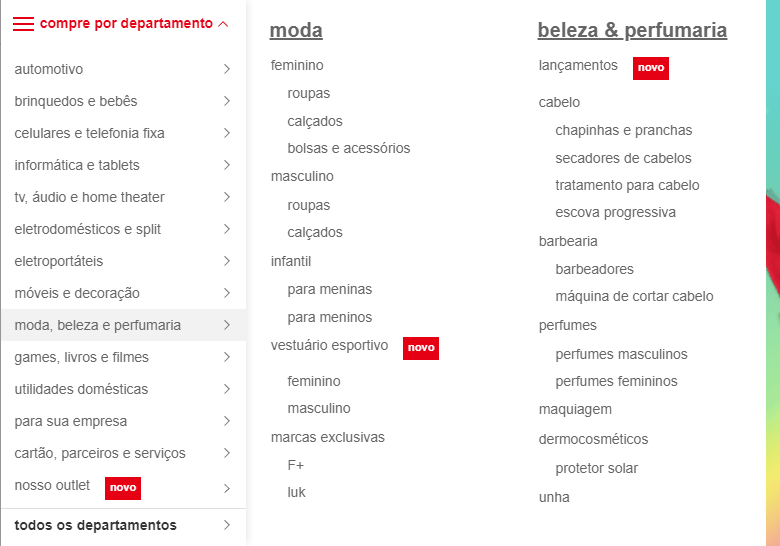 compre por departamento
automotivo
brinquedos e bebês
celulares e telefonia fixa
informática e tablets
tv, áudio e home theater
eletrodomésticos e split
eletroportáteis
móveis e decoração
moda, beleza e perfumaria
games, livros e filmes
utilidades domésticas
para sua empresa
cartão, parceiros e serviços
nosso outlet novo
todos os departamentos
moda
feminino
roupas
calçados
bolsas e acessórios
masculino
roupas
calçados
infantil
para meninas
para meninos
vestuário esportivo novo
feminino
masculino
marcas exclusivas
F+
luk
beleza & perfumaria
lançamentos novo
cabelo
chapinhas e pranchas
secadores de cabelos
tratamento para cabelo
escova progressiva
barbearia
barbeadores
máquina de cortar cabelo
perfumes
perfumes masculinos
perfumes femininos
maquiagem
dermocosméticos
protetor solar
unha